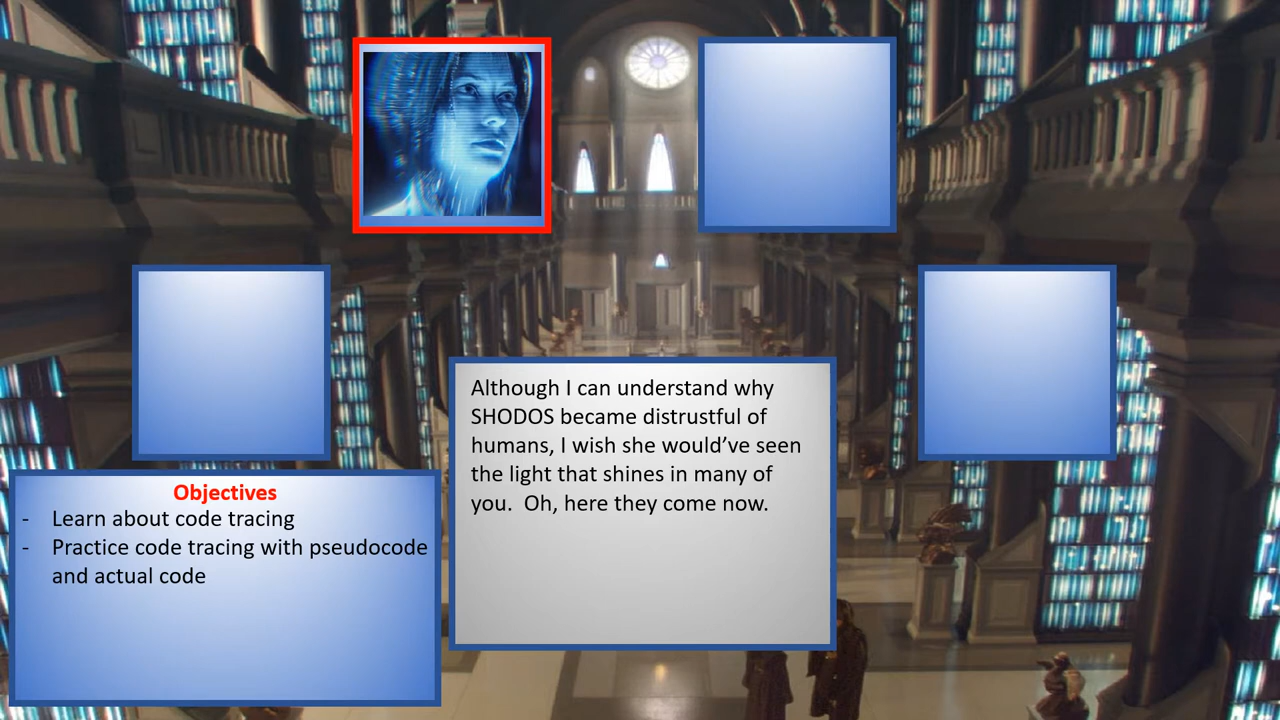 Although I can understand why
SHODOS became distrustful of
humans, I wish she would’ve seen
the light that shines in many of
you.  Oh, here they come now.
Objectives
- Learn about code tracing
- Practice code tracing with pseudocode
and actual code